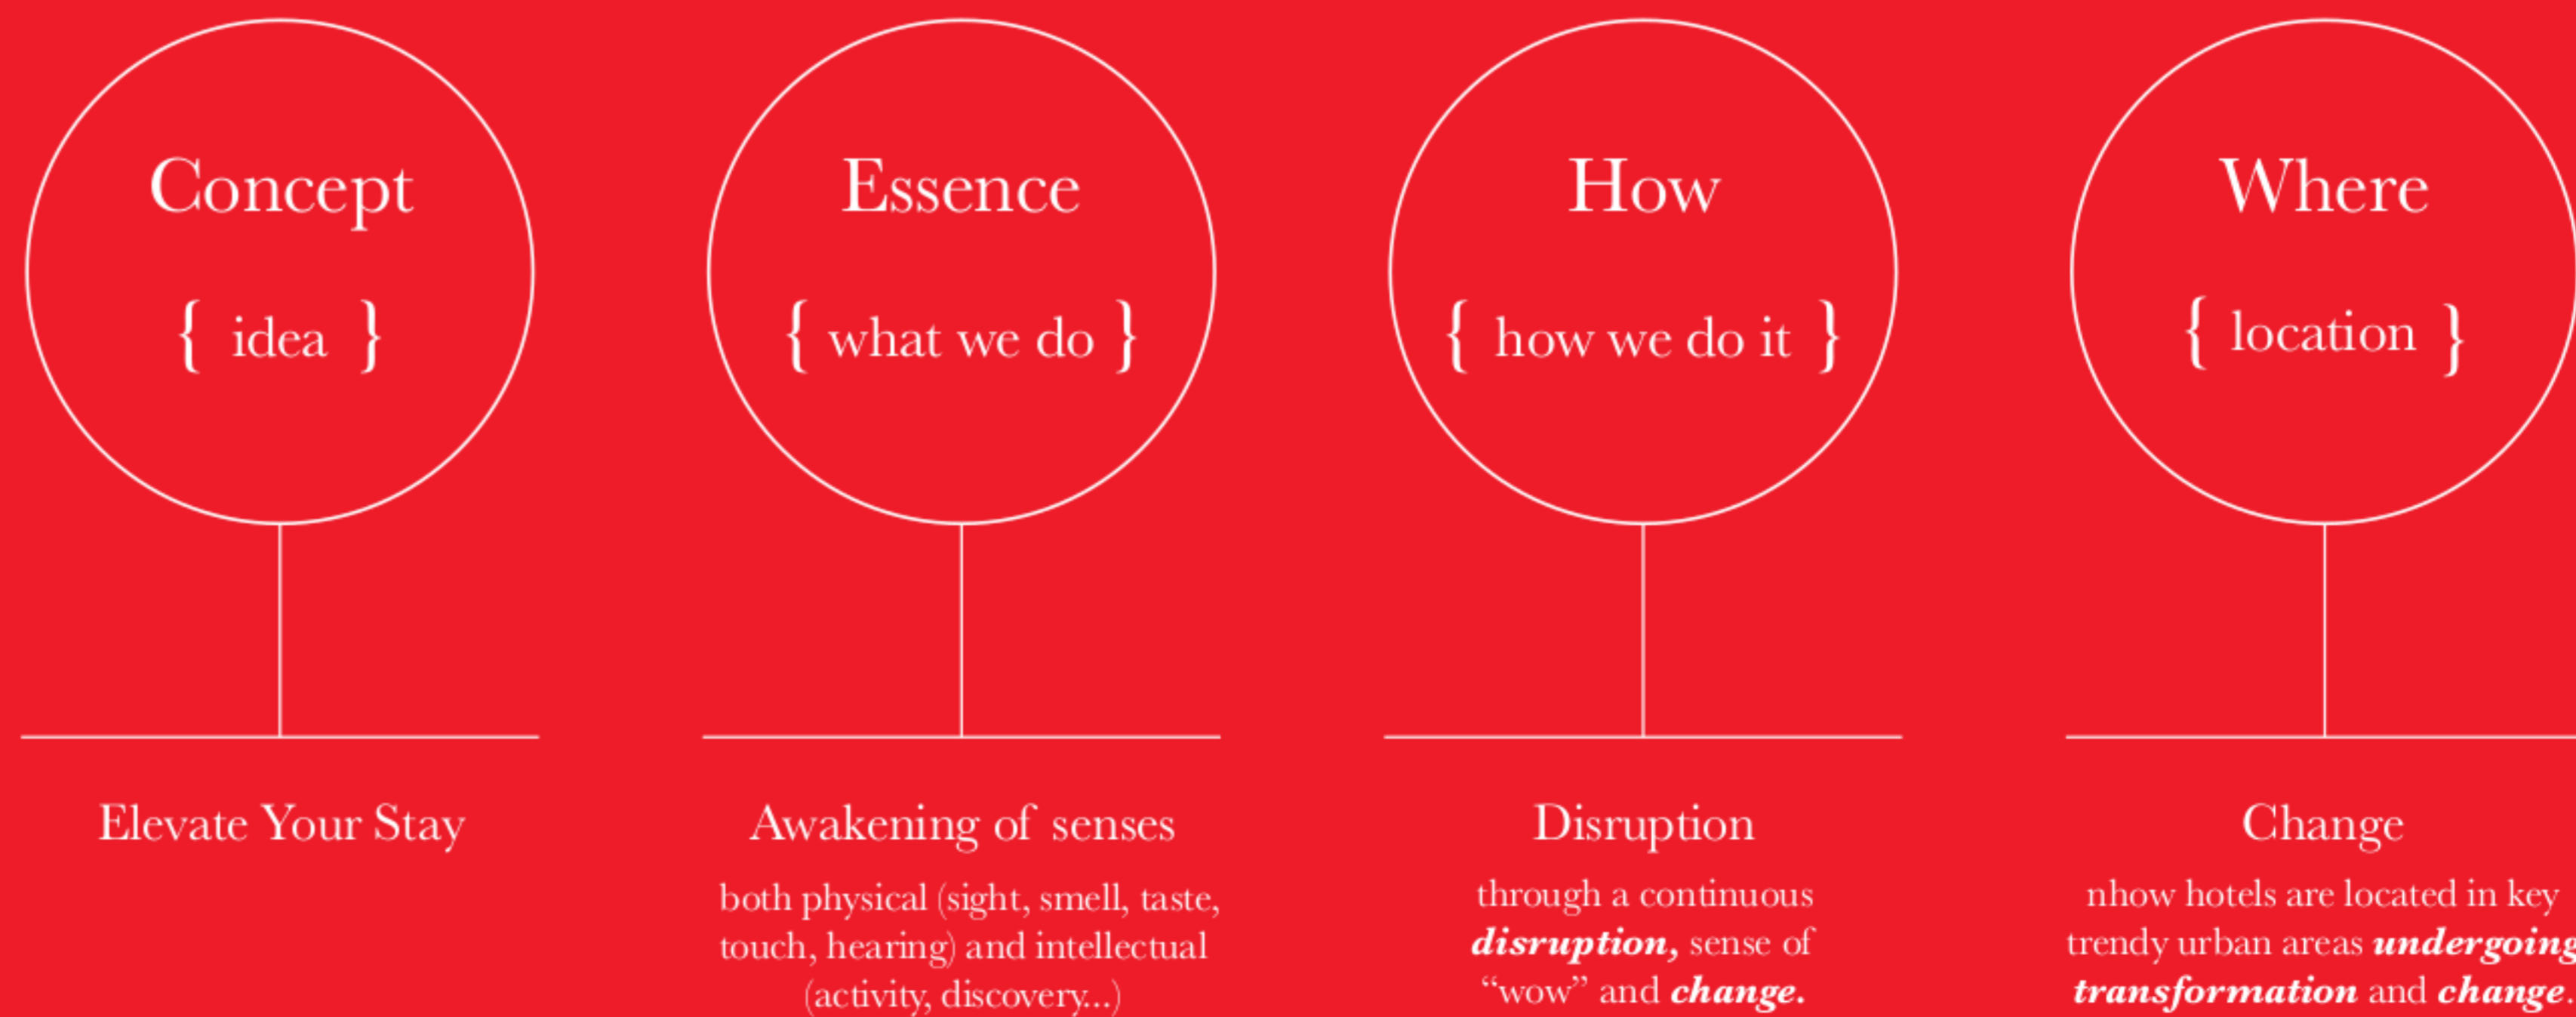 Concept
{ idea }
Elevate Your Stay
Essence
{ what we do }
Awakening of senses
both physical (sight, smell, taste,
touch, hearing) and intellectual
(activity, discovery...)
How
{ how we do it }
Disruption
through a continuous
disruption, sense of
“wow” and change.
Where
{ location }
Change
nhow hotels are located in key
trendy urban areas undergoing
transformation and change.